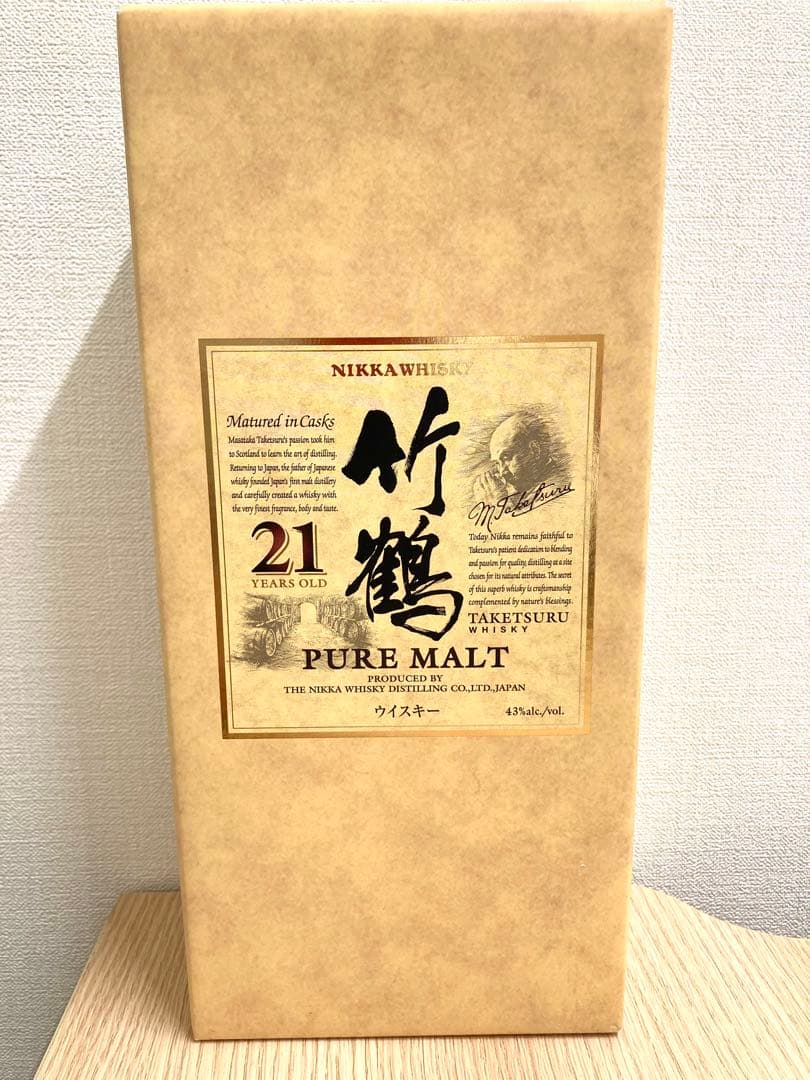 NIKKA WHISKY
Matured in Casks
Masataka Taketsuru's passion took him
to Scotland to learn the art of distilling.
Returning to Japan, the father of Japanese
whisky founded Japan's first malt distillery
and carefully created a whisky with
the very finest fragrance, body and taste.
21
YEARS OLD
竹
鶴
M.Taketsuru
Today Nikka remains faithful to
Taketsuru's patient dedication to blending
and passion for quality, distilling at a site
chosen for its natural attributes. The secret
of this superb whisky is craftsmanship
complemented by nature's blessings.
TAKETSURU
WHISKY
PURE MALT
PRODUCED BY
THE NIKKA WHISKY DISTILLING CO.,LTD.,JAPAN
ウイスキー
43%alc./vol.